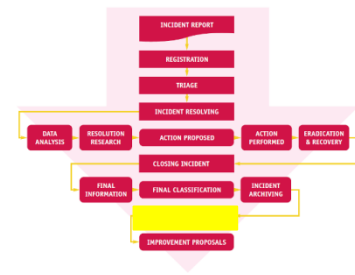 INCIDENT REPORT
REGISTRATION
TRIAGE
INCIDENT RESOLVING
DATA
ANALYSIS
RESOLUTION
RESEARCH
ACTION PROPOSED
ACTION
PERFORMED
ERADICATION
& RECOVERY
CLOSING INCIDENT
FINAL
INFORMATION
FINAL CLASSIFICATION
INCIDENT
ARCHIVING
IMPROVEMENT PROPOSALS